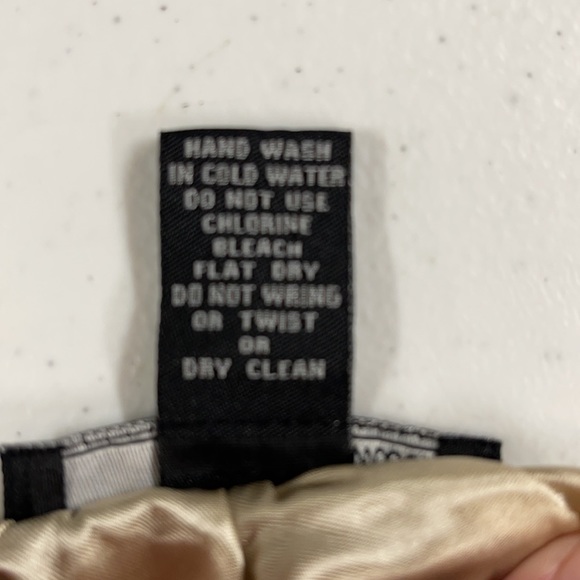 HAND WASH
IN COLD WATER
DO NOT USE
CHLORINE
BLEACH
FLAT DRY
DO NOT WRING
OR TWIST
OR
DRY CLEAN